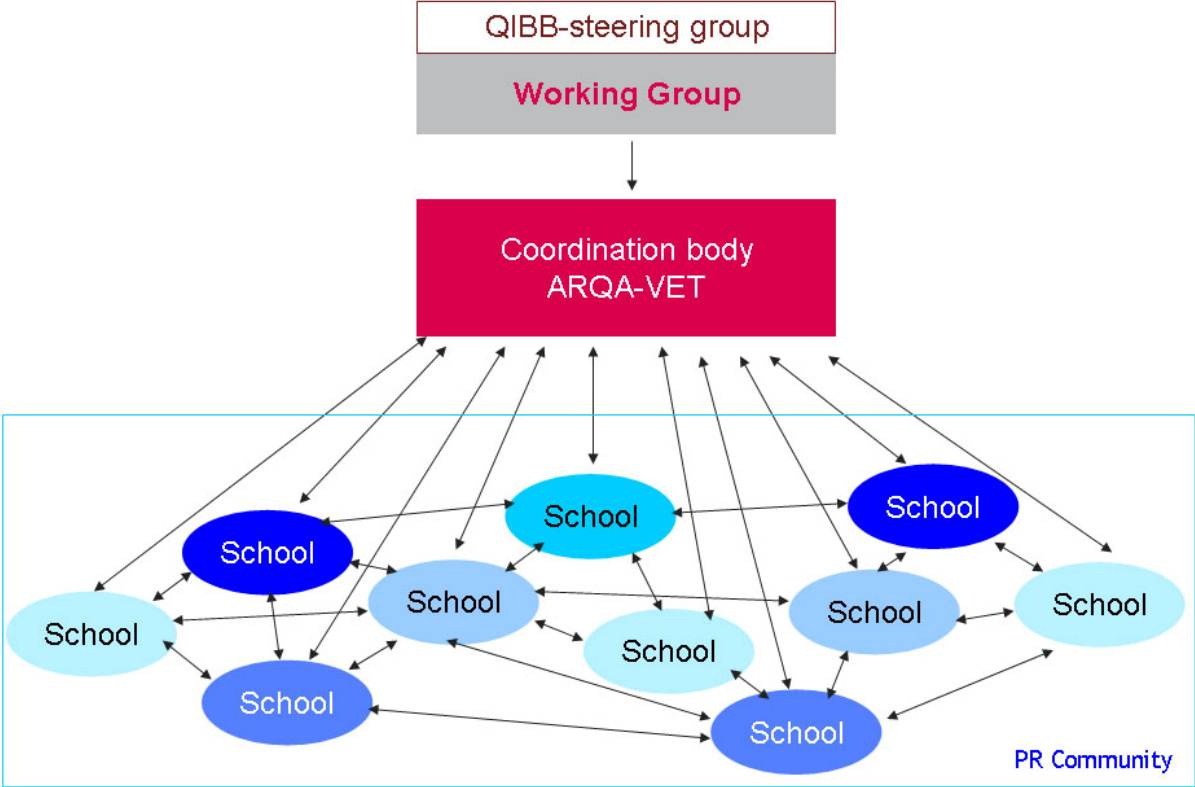 QIBB-steering group
Working Group
Coordination body
ARQA-VET
School
School
School
School
School
School
School
School
School
School
PR Community